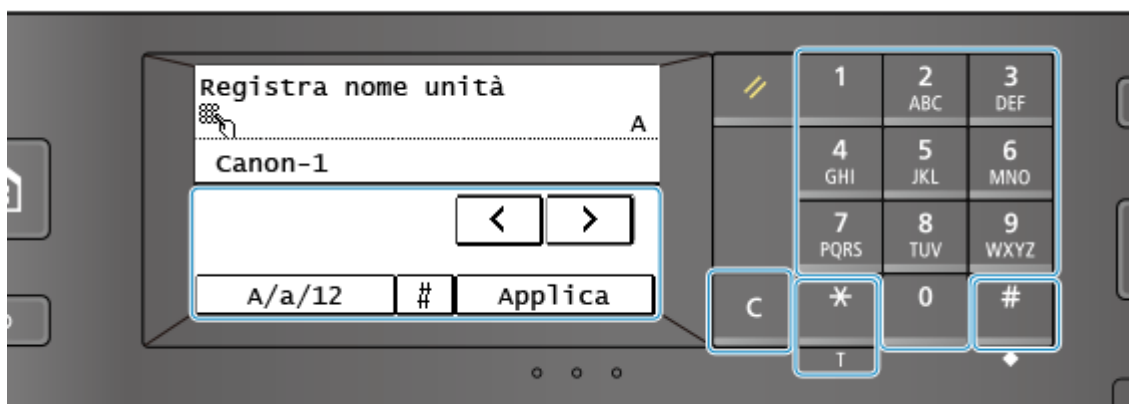 Registra nome unità
A
Canon-1
< >
A/a/12 # Applica
1
2 ABC
3 DEF
4 GHI
5 JKL
6 MNO
7 PQRS
8 TUV
9 WXYZ
C
* 0 #
T